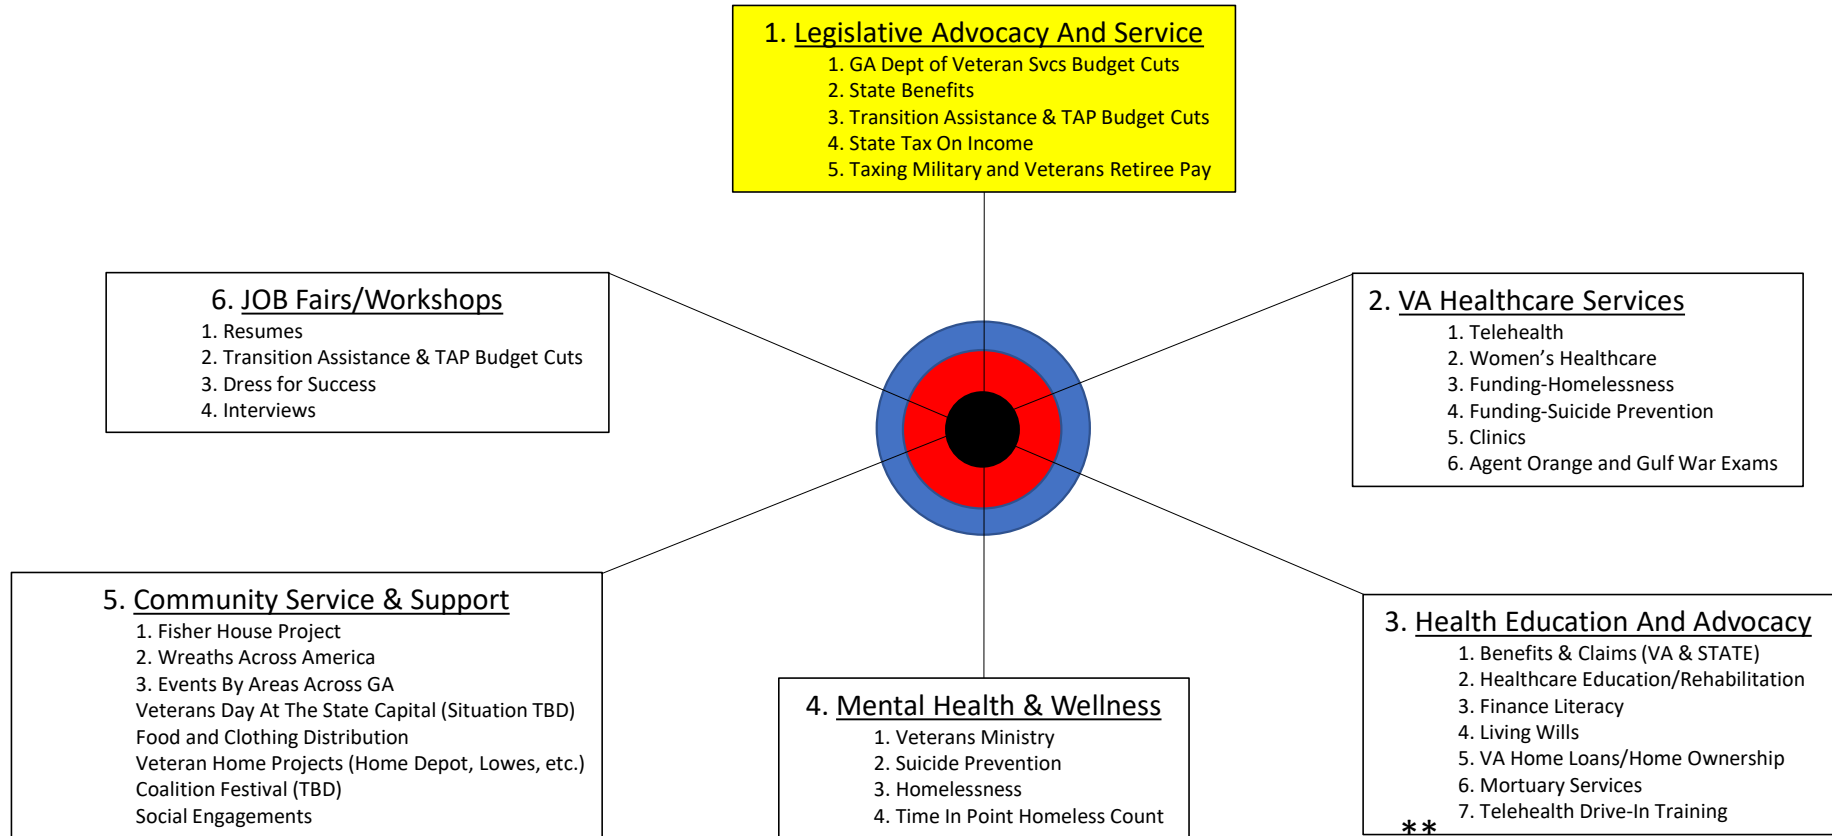 1. Legislative Advocacy And Service
1. GA Dept of Veteran Svcs Budget Cuts
2. State Benefits
3. Transition Assistance & TAP Budget Cuts
4. State Tax On Income
5. Taxing Military and Veterans Retiree Pay
6. JOB Fairs/Workshops
1. Resumes
2. Transition Assistance & TAP Budget Cuts
3. Dress for Success
4. Interviews
2. VA Healthcare Services
1. Telehealth
2. Women’s Healthcare
3. Funding-Homelessness
4. Funding-Suicide Prevention
5. Clinics
6. Agent Orange and Gulf War Exams
5. Community Service & Support
1. Fisher House Project
2. Wreaths Across America
3. Events By Areas Across GA
Veterans Day At The State Capital (Situation TBD)
Food and Clothing Distribution
Veteran Home Projects (Home Depot, Lowes, etc.)
Coalition Festival (TBD)
Social Engagements
4. Mental Health & Wellness
1. Veterans Ministry
2. Suicide Prevention
3. Homelessness
4. Time In Point Homeless Count
3. Health Education And Advocacy
1. Benefits & Claims (VA & STATE)
2. Healthcare Education/Rehabilitation
3. Finance Literacy
4. Living Wills
5. VA Home Loans/Home Ownership
6. Mortuary Services
7. Telehealth Drive-In Training
**